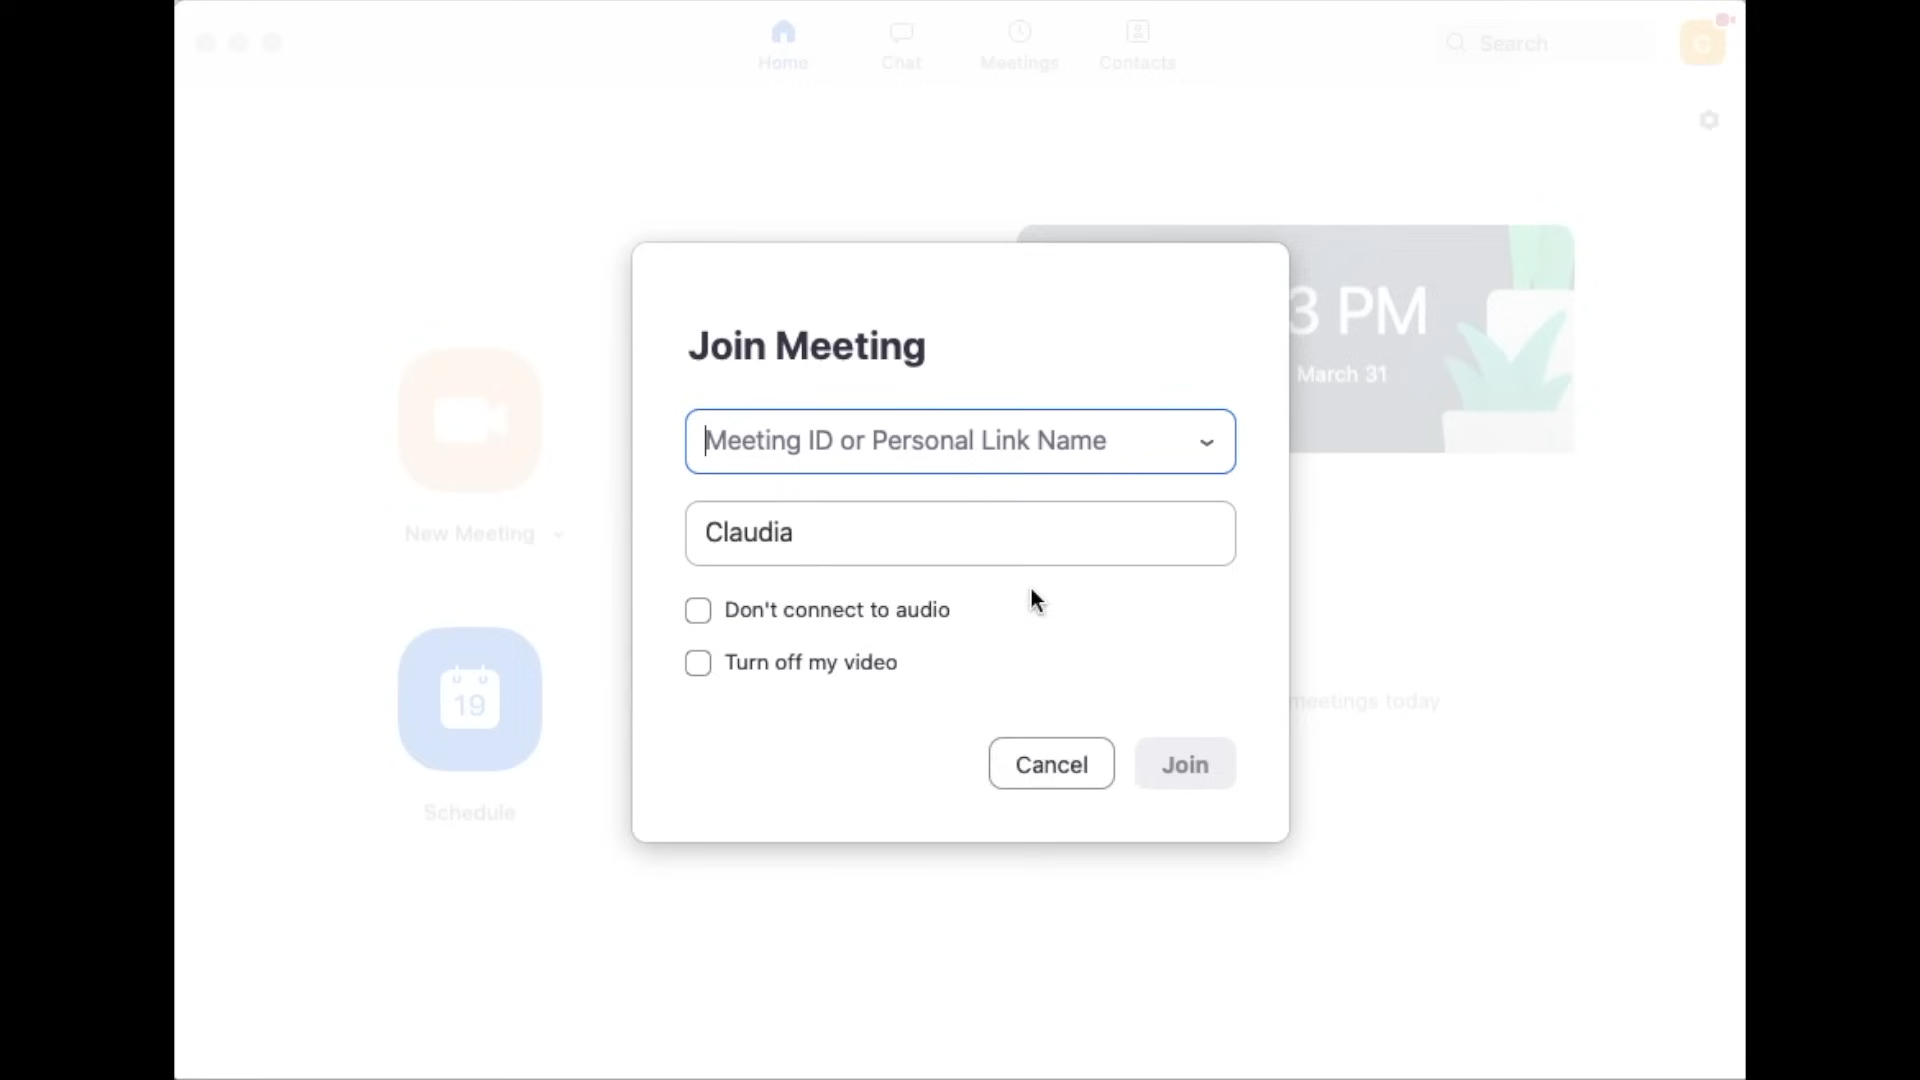 Home
Chat
Meetings
Contacts
Search
3 PM
March 31
Join Meeting
Meeting ID or Personal Link Name
Claudia
Don't connect to audio
Turn off my video
Cancel
Join
New Meeting
19
Schedule
meetings today